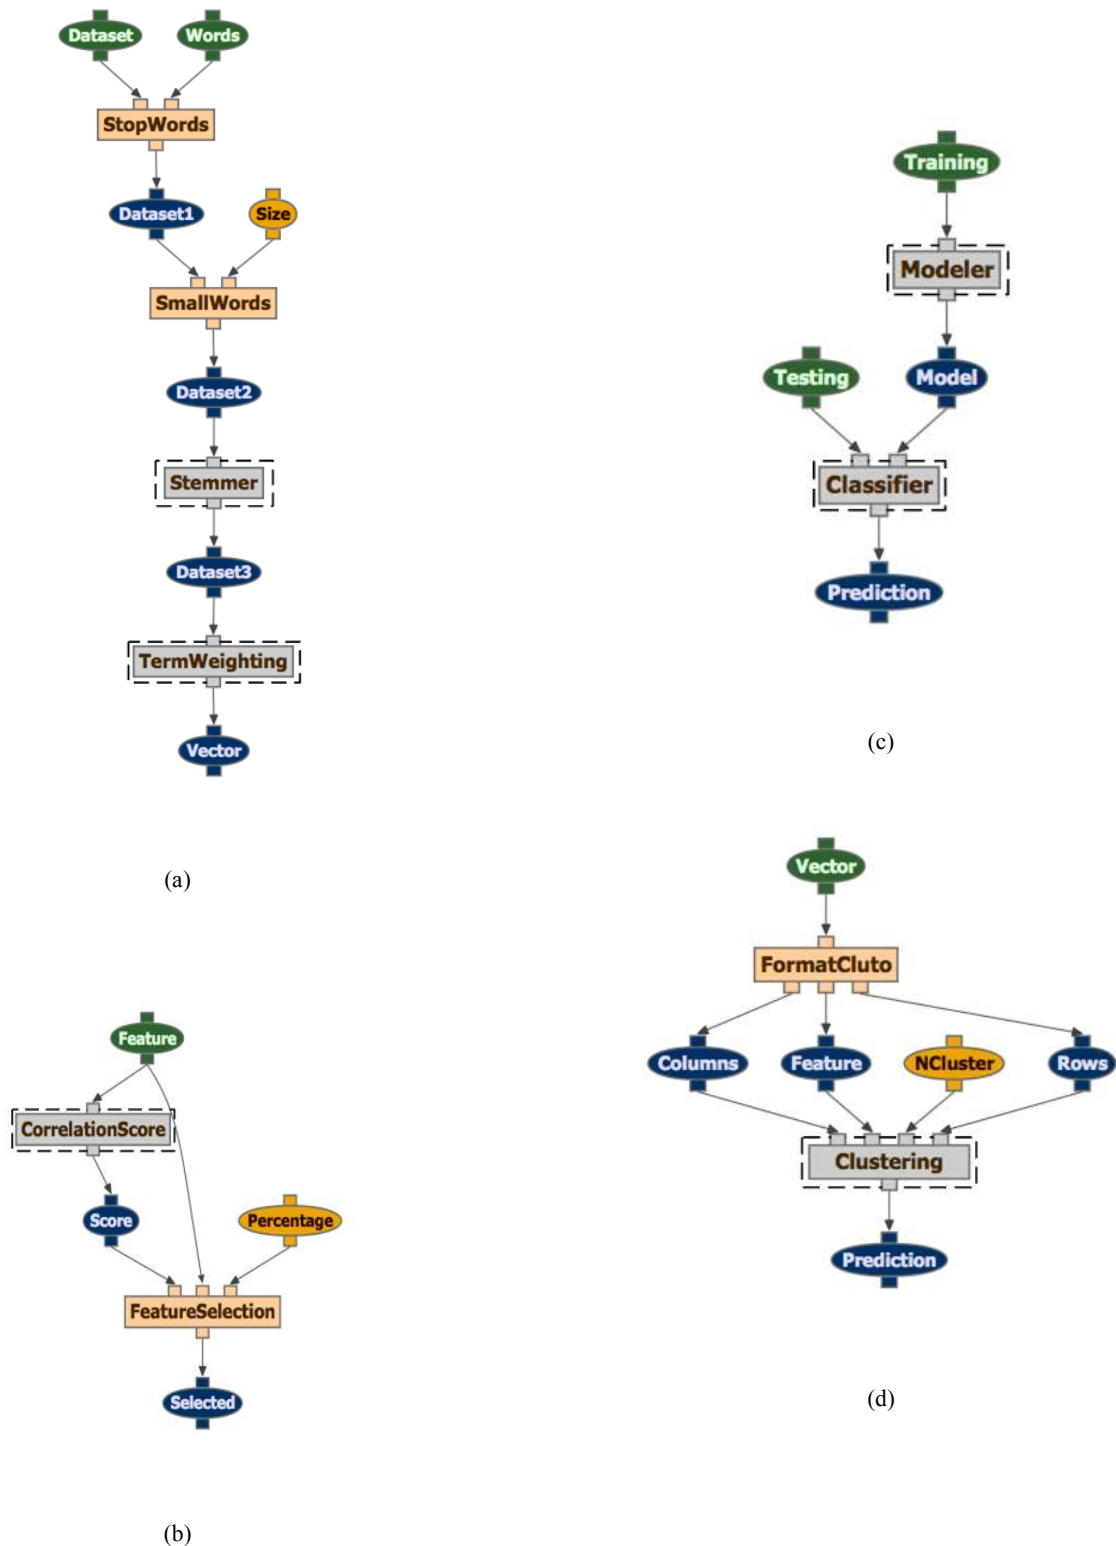 Dataset
Words
StopWords
Dataset1
Size
SmallWords
Dataset2
Stemmer
Dataset3
TermWeighting
Vector
(a)
Feature
CorrelationScore
Score
Percentage
FeatureSelection
Selected
(b)
Training
Modeler
Testing
Model
Classifier
Prediction
(c)
Vector
FormatCluto
Columns
Feature
NCluster
Rows
Clustering
Prediction
(d)